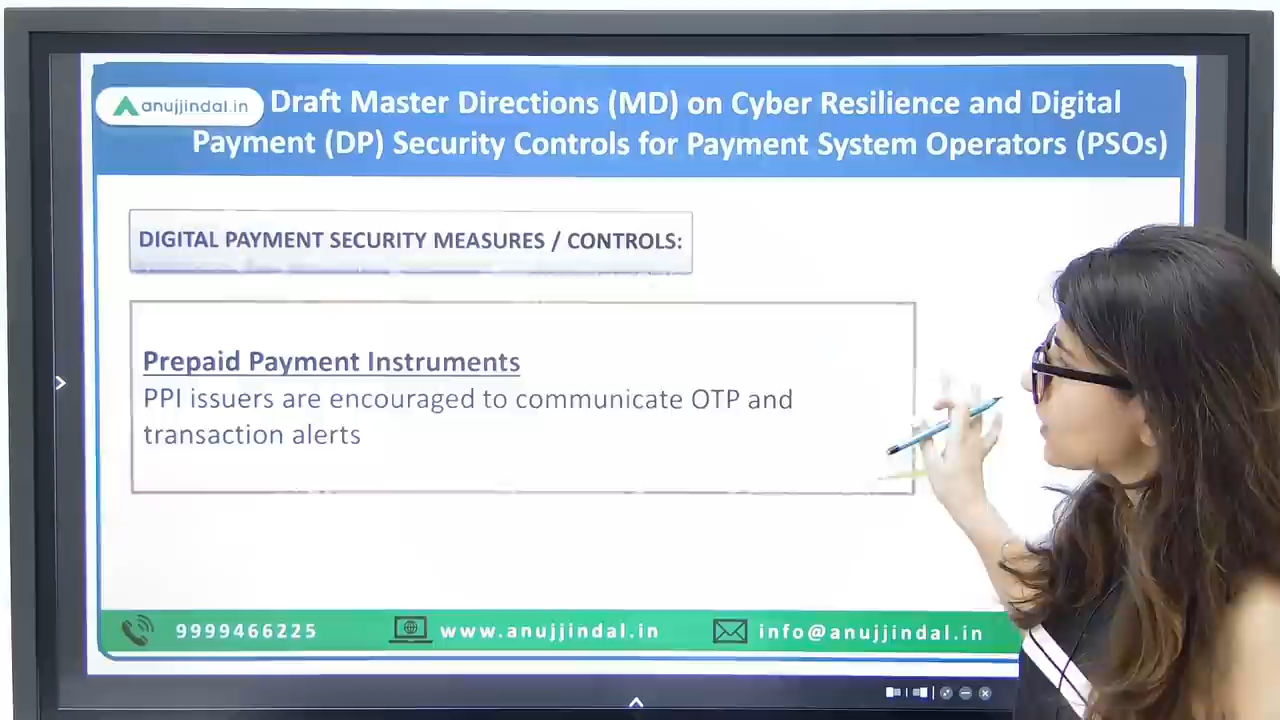 anujjindal.in
Draft Master Directions (MD) on Cyber Resilience and Digital
Payment (DP) Security Controls for Payment System Operators (PSOs)
DIGITAL PAYMENT SECURITY MEASURES / CONTROLS:
Prepaid Payment Instruments
PPI issuers are encouraged to communicate OTP and
transaction alerts
9999466225
www.anujjindal.in
info@anujjindal.in